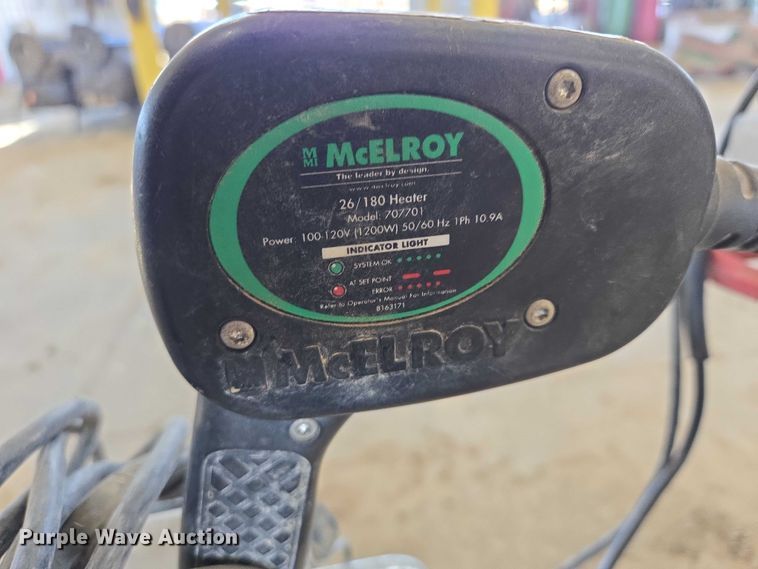 M
MI McELROY
The leader by design.
www.mcelroy.com
26/180 Heater
Model: 707701
Power: 100-120V (1200W) 50/60 Hz 1Ph 10.9A
INDICATOR LIGHT
SYSTEM OK
AT SET POINT
ERROR
Refer to Operator's Manual For Information
8163171
McELROY
Purple Wave Auction